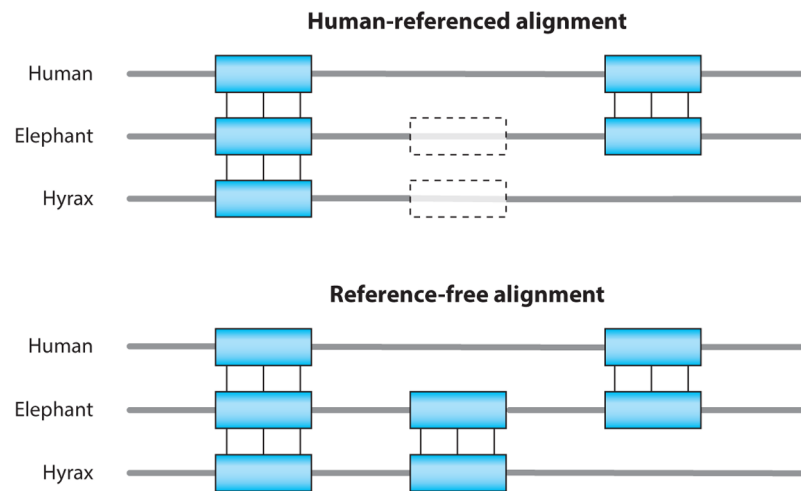 Human-referenced alignment
Human
Elephant
Hyrax
Reference-free alignment
Human
Elephant
Hyrax